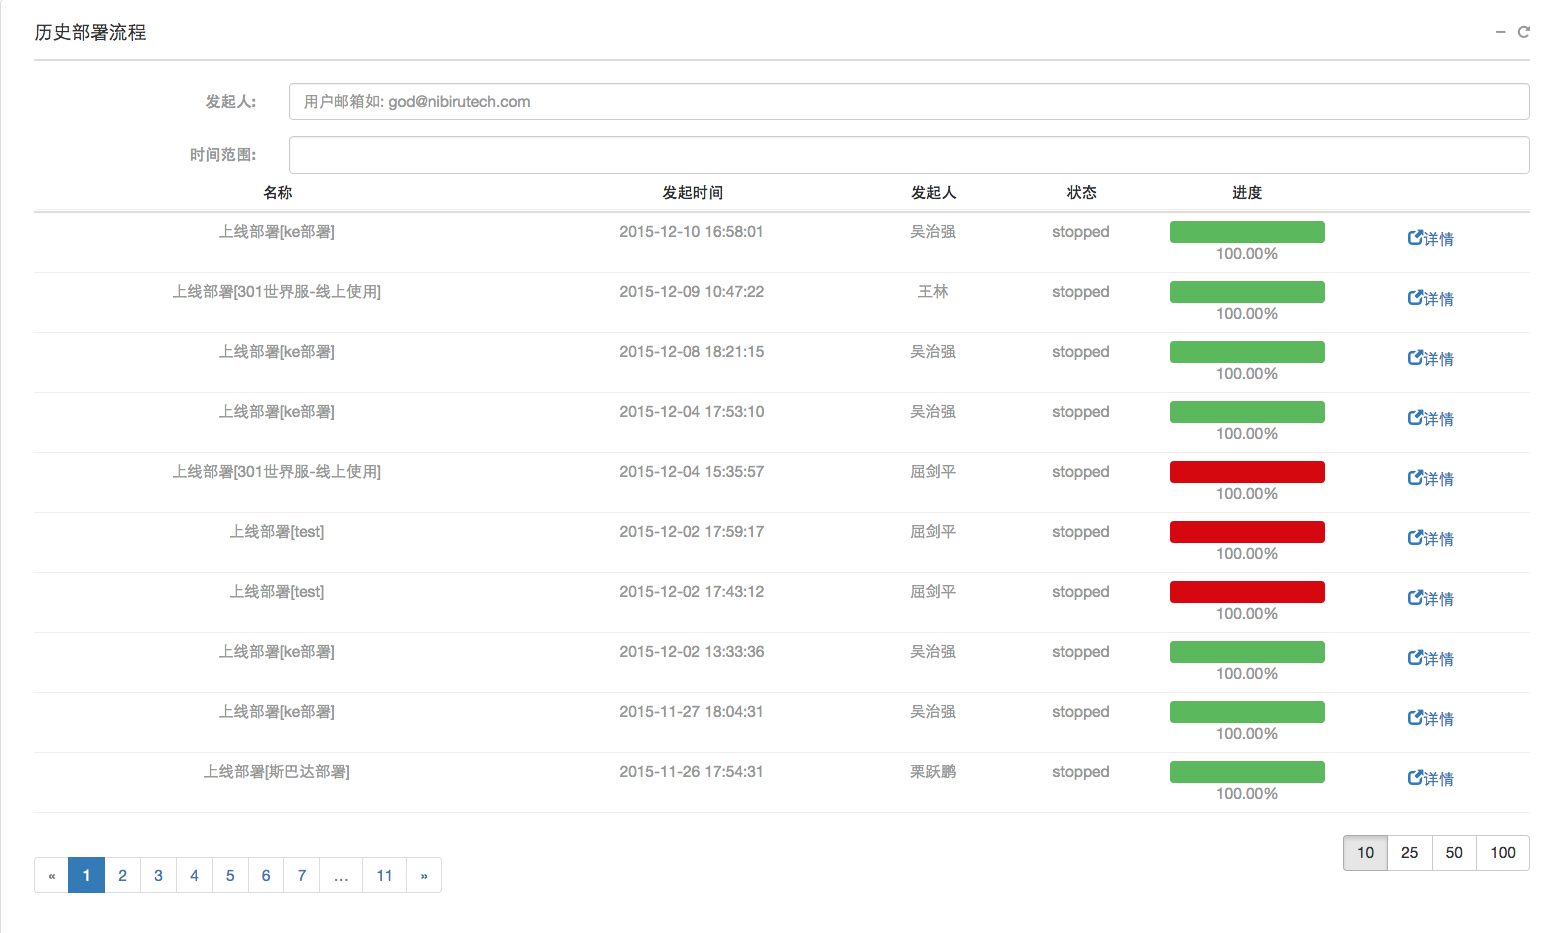 历史部署流程
发起人: 用户邮箱如: god@nibirutech.com
时间范围:
名称 发起时间 发起人 状态 进度
上线部署[ke部署] 2015-12-10 16:58:01 吴治强 stopped 100.00% 详情
上线部署[301世界服-线上使用] 2015-12-09 10:47:22 王林 stopped 100.00% 详情
上线部署[ke部署] 2015-12-08 18:21:15 吴治强 stopped 100.00% 详情
上线部署[ke部署] 2015-12-04 17:53:10 吴治强 stopped 100.00% 详情
上线部署[301世界服-线上使用] 2015-12-04 15:35:57 屈剑平 stopped 100.00% 详情
上线部署[test] 2015-12-02 17:59:17 屈剑平 stopped 100.00% 详情
上线部署[test] 2015-12-02 17:43:12 屈剑平 stopped 100.00% 详情
上线部署[ke部署] 2015-12-02 13:33:36 吴治强 stopped 100.00% 详情
上线部署[ke部署] 2015-11-27 18:04:31 吴治强 stopped 100.00% 详情
上线部署[斯巴达部署] 2015-11-26 17:54:31 栗跃鹏 stopped 100.00% 详情
10 25 50 100
« 1 2 3 4 5 6 7 … 11 »